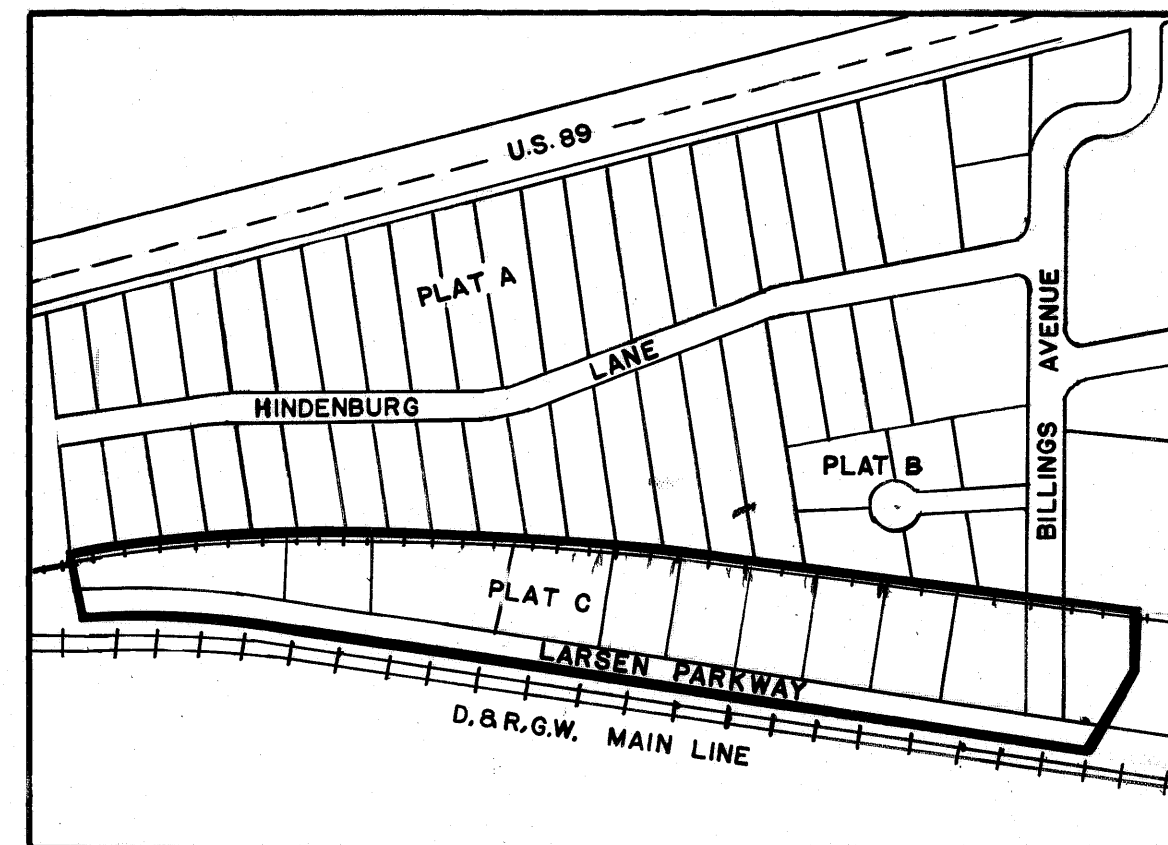 U.S. 89
PLAT A
HINDENBURG LANE
BILLINGS AVENUE
PLAT B
PLAT C
LARSEN PARKWAY
D. & R.G.W. MAIN LINE